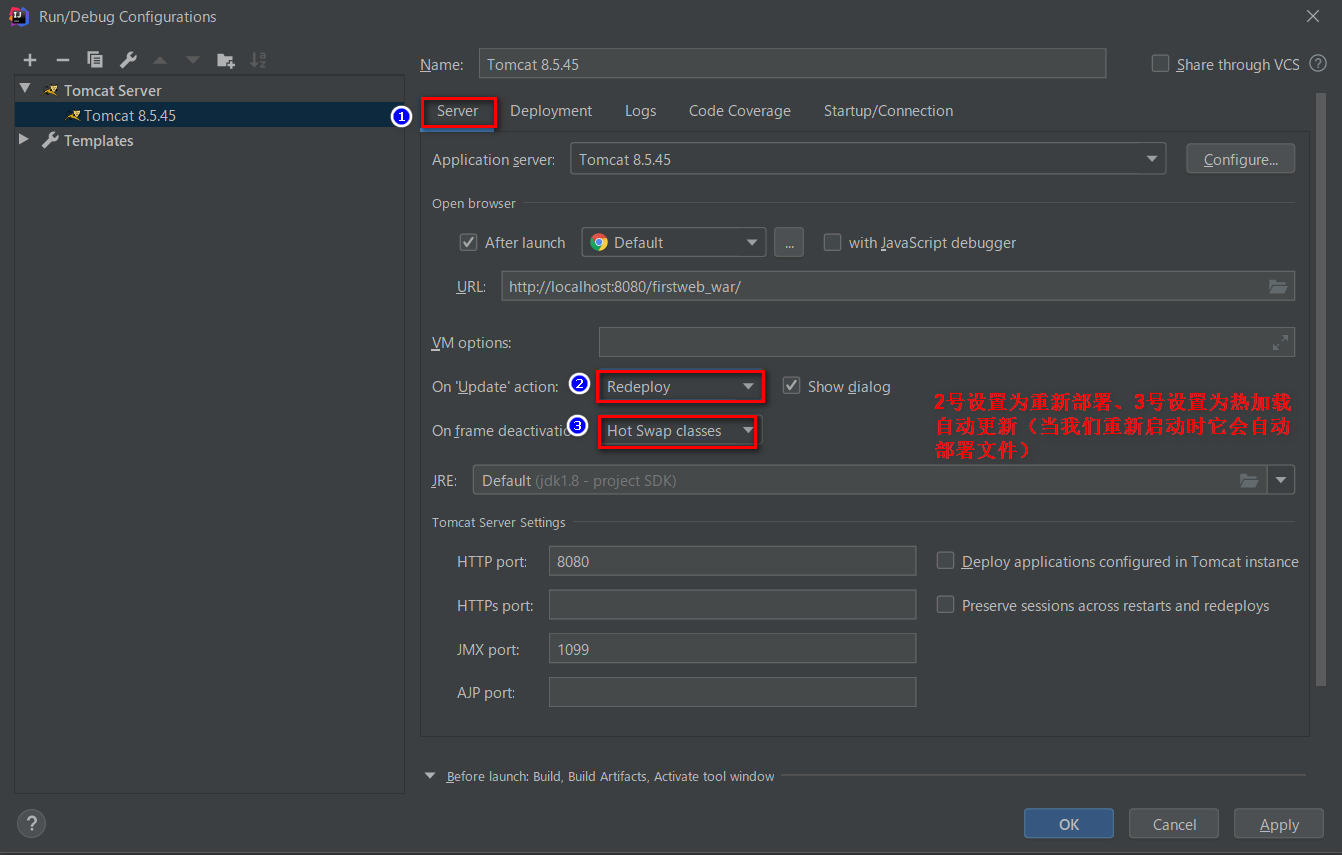 Run/Debug Configurations
Name: Tomcat 8.5.45 Share through VCS ?
Tomcat Server
Tomcat 8.5.45
Templates
1 Server Deployment Logs Code Coverage Startup/Connection
Application server: Tomcat 8.5.45 Configure...
Open browser
After launch Default ... with JavaScript debugger
URL: http://localhost:8080/firstweb_war/
VM options:
On 'Update' action: 2 Redeploy Show dialog
On frame deactivatio 3 Hot Swap classes
2号设置为重新部署、3号设置为热加载
自动更新（当我们重新启动时它会自动
部署文件）
JRE: Default (jdk1.8 - project SDK)
Tomcat Server Settings
HTTP port: 8080 Deploy applications configured in Tomcat instance
HTTPs port: Preserve sessions across restarts and redeploys
JMX port: 1099
AJP port:
Before launch: Build, Build Artifacts, Activate tool window
? OK Cancel Apply